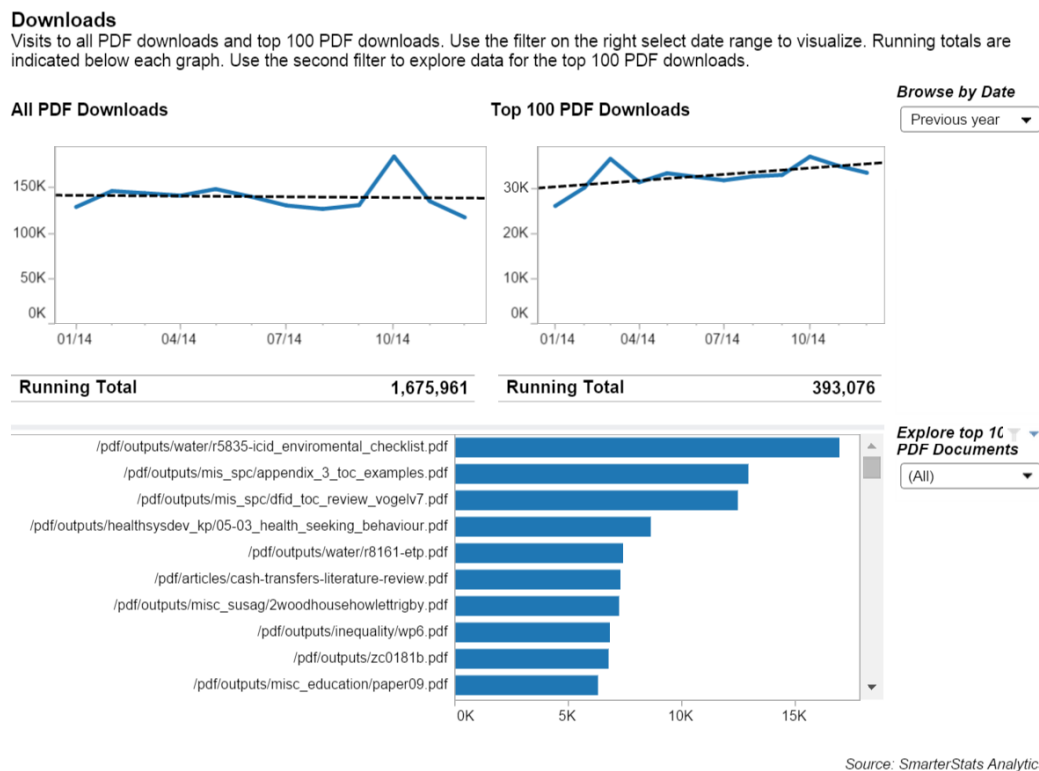 Downloads
Visits to all PDF downloads and top 100 PDF downloads. Use the filter on the right select date range to visualize. Running totals are
indicated below each graph. Use the second filter to explore data for the top 100 PDF downloads.
Browse by Date
Previous year
All PDF Downloads
Top 100 PDF Downloads
150K
100K
50K
0K
01/14 04/14 07/14 10/14
30K
20K
10K
0K
01/14 04/14 07/14 10/14
Running Total 1,675,961
Running Total 393,076
/pdf/outputs/water/r5835-icid_enviromental_checklist.pdf
/pdf/outputs/mis_spc/appendix_3_toc_examples.pdf
/pdf/outputs/mis_spc/dfid_toc_review_vogelv7.pdf
/pdf/outputs/healthsysdev_kp/05-03_health_seeking_behaviour.pdf
/pdf/outputs/water/r8161-etp.pdf
/pdf/articles/cash-transfers-literature-review.pdf
/pdf/outputs/misc_susag/2woodhousehowlettrigby.pdf
/pdf/outputs/inequality/wp6.pdf
/pdf/outputs/zc0181b.pdf
/pdf/outputs/misc_education/paper09.pdf
0K 5K 10K 15K
Explore top 10
PDF Documents
(All)
Source: SmarterStats Analytic